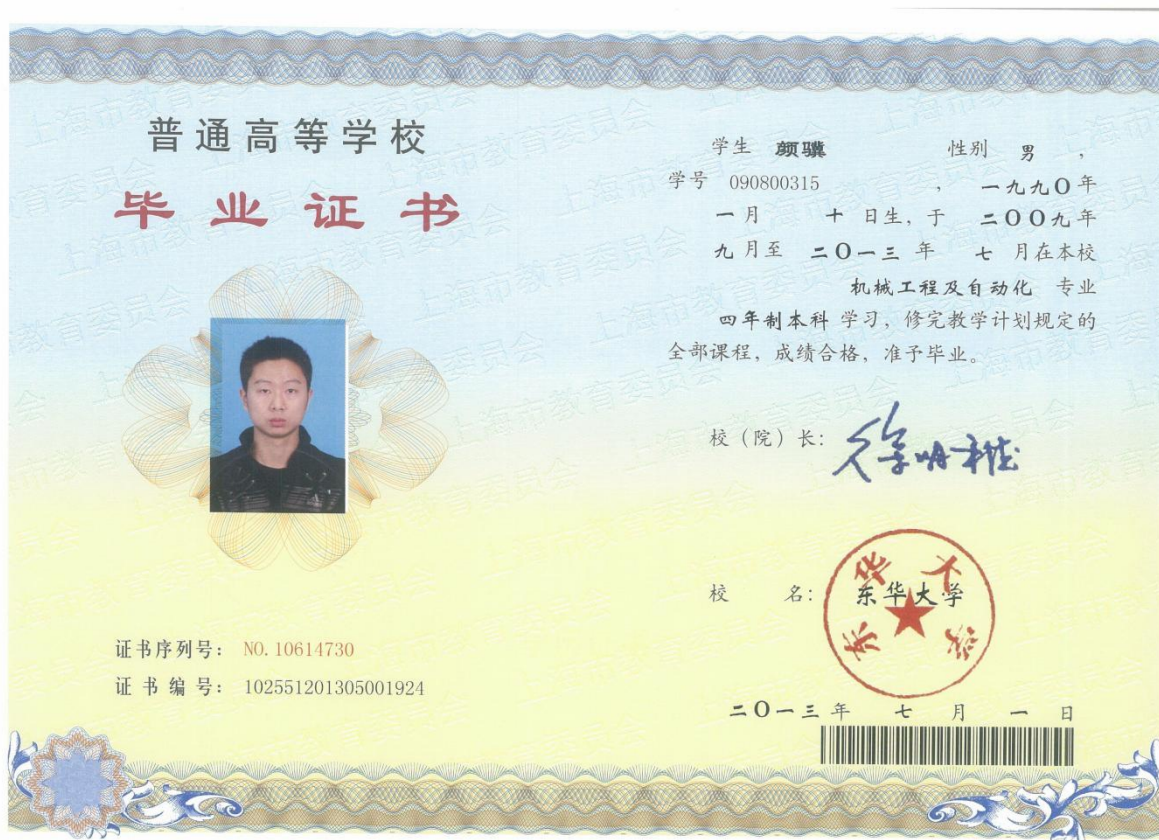 普通高等学校
毕业证书
证书序列号: NO. 10614730
证书编号: 102551201305001924
学生 颜骥 性别 男 ,
学号 090800315 , 一九九〇年
一月 十日生, 于 二〇〇九年
九月至 二〇一三 年 七 月在本校
机械工程及自动化 专业
四年制本科 学习, 修完教学计划规定的
全部课程, 成绩合格, 准予毕业。
校（院）长:
校 名: 东华大学
东华大学
二〇一三年 七 月 一 日
上海市教育委员会